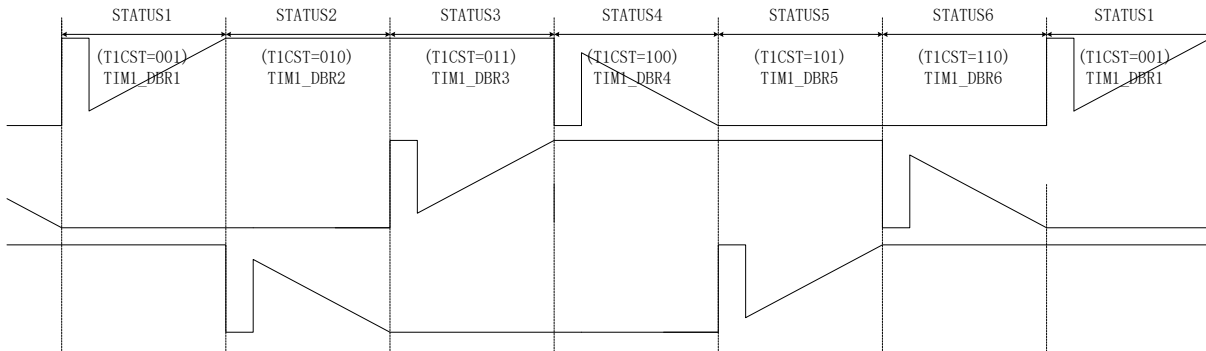 STATUS1 STATUS2 STATUS3 STATUS4 STATUS5 STATUS6 STATUS1
(T1CST=001) (T1CST=010) (T1CST=011) (T1CST=100) (T1CST=101) (T1CST=110) (T1CST=001)
TIM1_DBR1 TIM1_DBR2 TIM1_DBR3 TIM1_DBR4 TIM1_DBR5 TIM1_DBR6 TIM1_DBR1